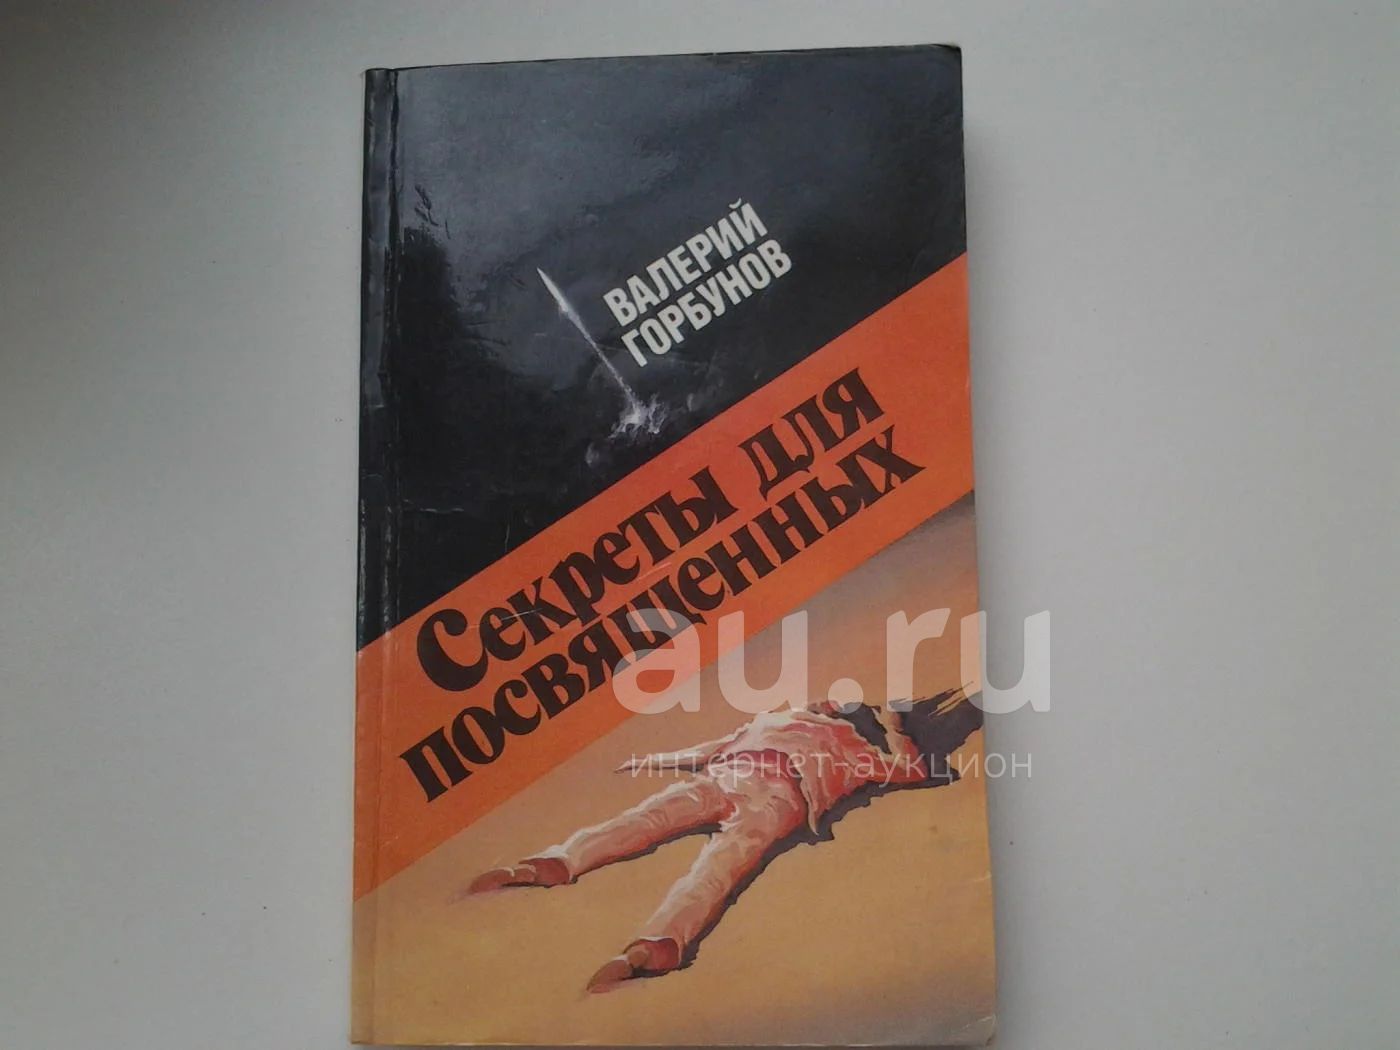 ВАЛЕРИЙ
ГОРБУНОВ
Секреты для
посвященных
au.ru
интернет-аукцион